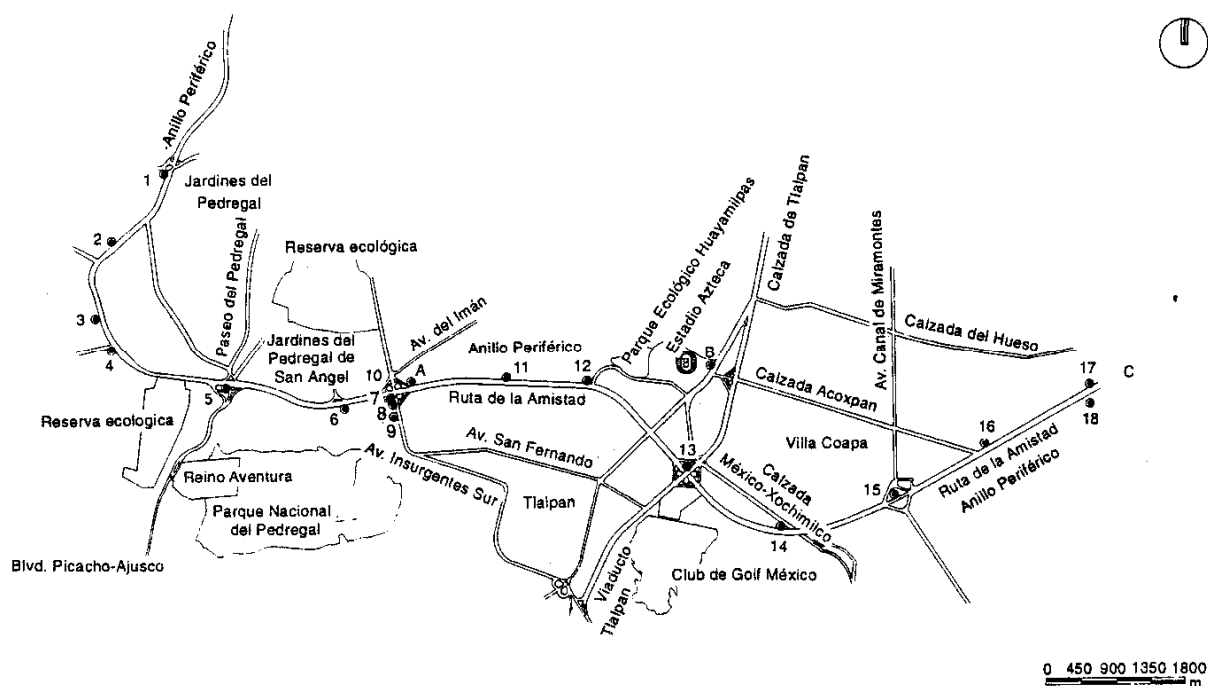 Anillo Periférico
1
Jardines del
Pedregal
2
Paseo del Pedregal
Reserva ecológica
3
4
Jardines del
Pedregal de
San Angel
Av. del Imán
Anillo Periférico
Parque Ecológico Huayamilpas
Estadio Azteca
Calzada de Tlalpan
Av. Canal de Miramontes
Calzada del Hueso
B
17
C
10
A
11
12
5
6
7
8
9
Ruta de la Amistad
Calzada Acoxpan
18
Reserva ecologica
Av. San Fernando
13
Villa Coapa
16
Ruta de la Amistad
Anillo Periférico
Reino Aventura
Av. Insurgentes Sur
Tlalpan
Calzada
México-Xochimilco
15
Parque Nacional
del Pedregal
14
Blvd. Picacho-Ajusco
Viaducto
Tlalpan
Club de Golf México
0 450 900 1350 1800
m